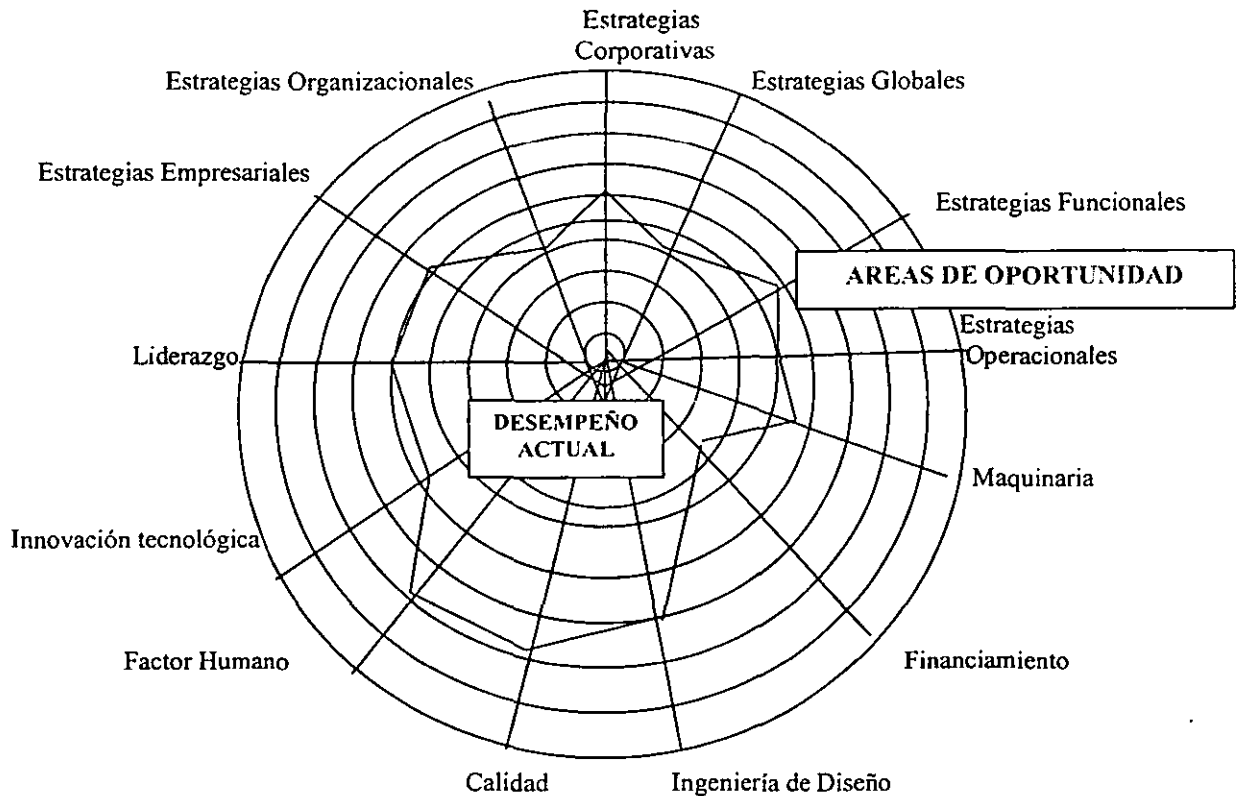 Estrategias
Corporativas
Estrategias Organizacionales
Estrategias Globales
Estrategias Empresariales
Estrategias Funcionales
AREAS DE OPORTUNIDAD
Estrategias
Operacionales
Liderazgo
DESEMPEÑO
ACTUAL
Maquinaria
Innovación tecnológica
Factor Humano
Financiamiento
Calidad
Ingeniería de Diseño